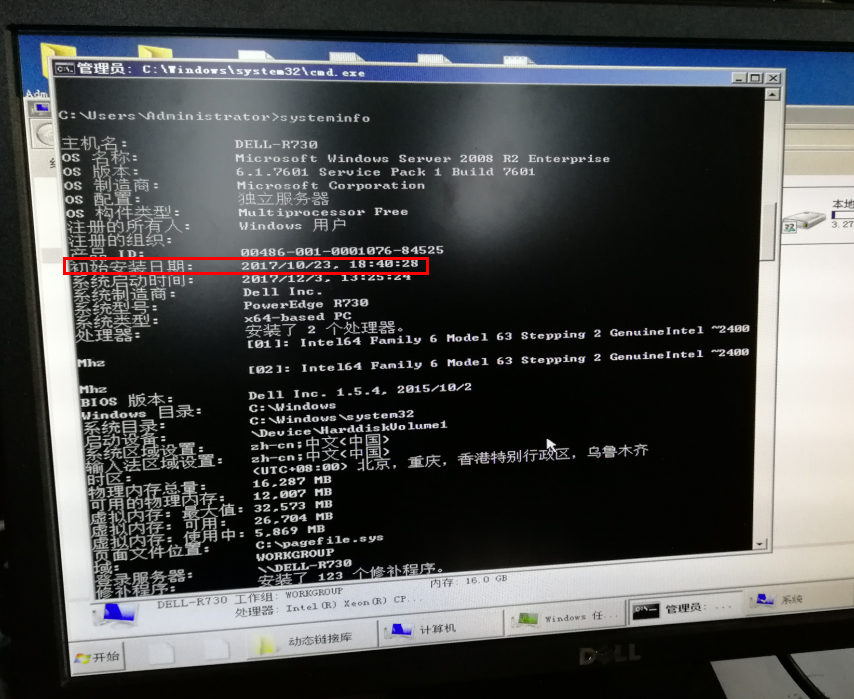 管理员: C:\Windows\system32\cmd.exe
C:\Users\Administrator>systeminfo
主机名: DELL-R730
OS 名称: Microsoft Windows Server 2008 R2 Enterprise
OS 版本: 6.1.7601 Service Pack 1 Build 7601
OS 制造商: Microsoft Corporation
OS 配置: 独立服务器
OS 构件类型: Multiprocessor Free
注册的所有人: Windows 用户
注册的组织:
产品 ID: 00486-001-0001076-84525
初始安装日期: 2017/10/23, 18:40:28
系统启动时间: 2017/12/3, 13:25:24
系统制造商: Dell Inc.
系统型号: PowerEdge R730
系统类型: x64-based PC
处理器: 安装了 2 个处理器。
[01]: Intel64 Family 6 Model 63 Stepping 2 GenuineIntel ~2400
Mhz
[02]: Intel64 Family 6 Model 63 Stepping 2 GenuineIntel ~2400
Mhz
BIOS 版本: Dell Inc. 1.5.4, 2015/10/2
Windows 目录: C:\Windows
系统目录: C:\Windows\system32
启动设备: \Device\HarddiskVolume1
系统区域设置: zh-cn;中文(中国)
输入法区域设置: zh-cn;中文(中国)
时区: (UTC+08:00) 北京, 重庆, 香港特别行政区, 乌鲁木齐
物理内存总量: 16,287 MB
可用的物理内存: 12,007 MB
虚拟内存: 最大值: 32,573 MB
虚拟内存: 可用: 26,704 MB
虚拟内存: 使用中: 5,869 MB
页面文件位置: C:\pagefile.sys
域: WORKGROUP
登录服务器: \\DELL-R730
修补程序: 安装了 123 个修补程序。
本地
3.27
DELL-R730 工作组: WORKGROUP 内存: 16.0 GB
处理器: Intel(R) Xeon(R) CP...
开始 动态链接库 计算机 Windows 任... 管理员: ... 系统
DELL